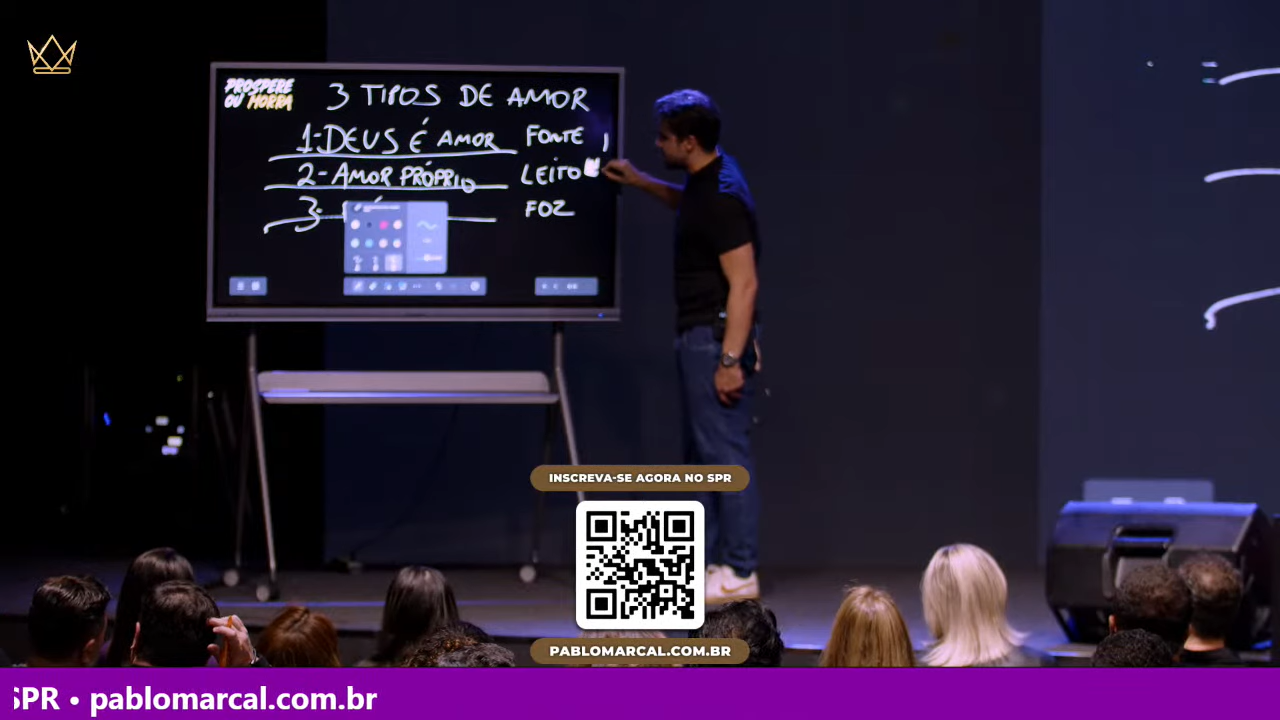 PROSPERE
OU MORRA
3 TIPOS DE AMOR
1-DEUS É AMOR FONTE
2- AMOR PRÓPRIO LEITO
3- FOZ
INSCREVA-SE AGORA NO SPR
PABLOMARCAL.COM.BR
SPR • pablomarcal.com.br